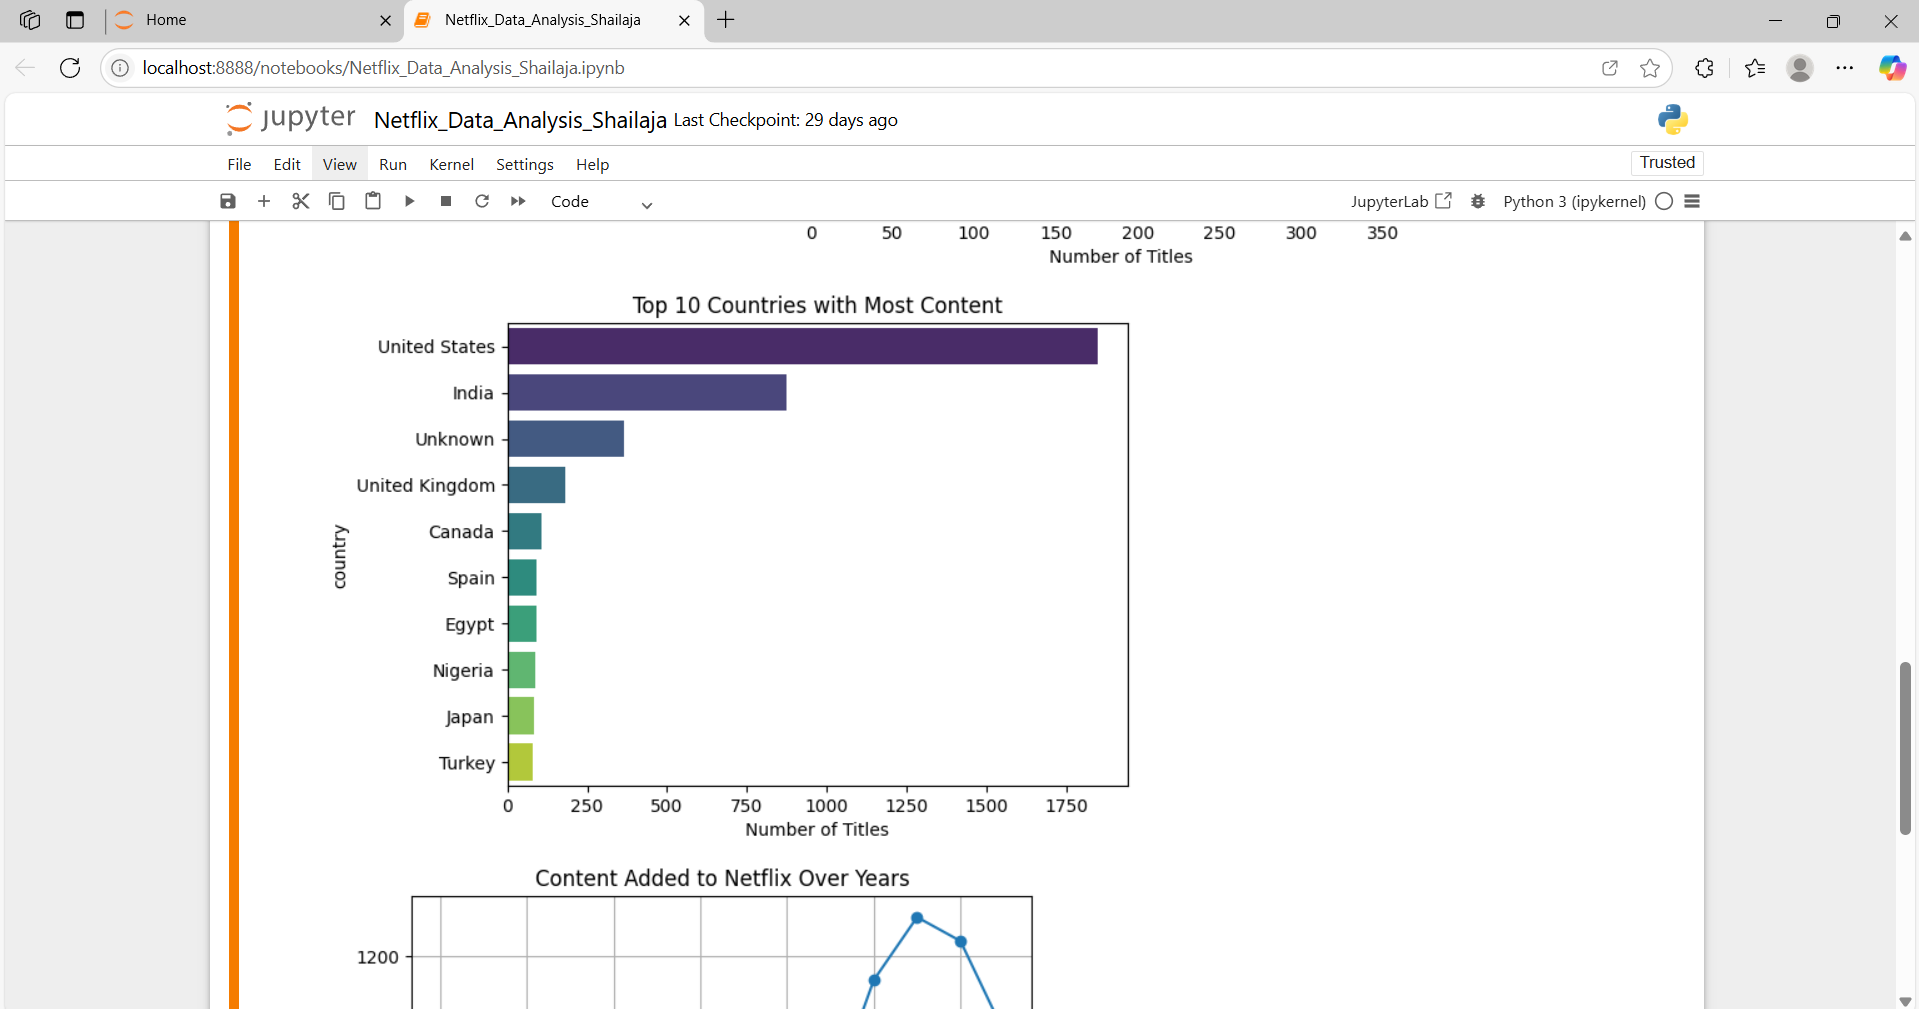 Home
Netflix_Data_Analysis_Shailaja
localhost:8888/notebooks/Netflix_Data_Analysis_Shailaja.ipynb
jupyter Netflix_Data_Analysis_Shailaja Last Checkpoint: 29 days ago
File Edit View Run Kernel Settings Help
Trusted
Code
JupyterLab
Python 3 (ipykernel)
0 50 100 150 200 250 300 350
Number of Titles
Top 10 Countries with Most Content
United States
India
Unknown
United Kingdom
Canada
Spain
Egypt
Nigeria
Japan
Turkey
country
0 250 500 750 1000 1250 1500 1750
Number of Titles
Content Added to Netflix Over Years
1200